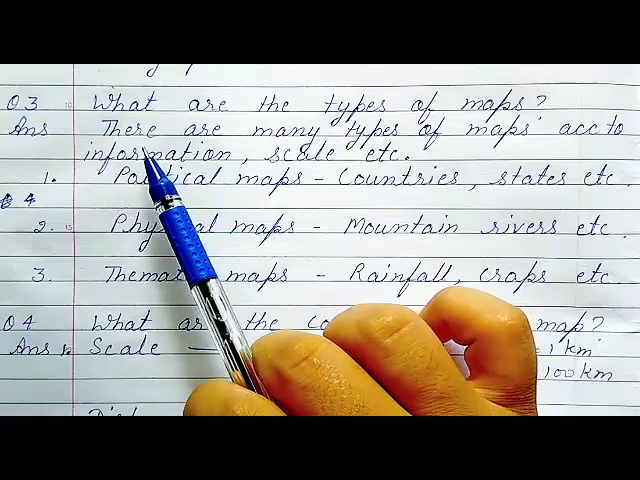 Q3 What are the types of maps?
Ans There are many types of maps acc to
information, scale etc.
1. Political maps - Countries, states etc.
2. Physical maps - Mountain rivers etc.
3. Thematic maps - Rainfall, craps etc.
Q4 What are the map?
Ans 1. Scale — 1 km
100 km